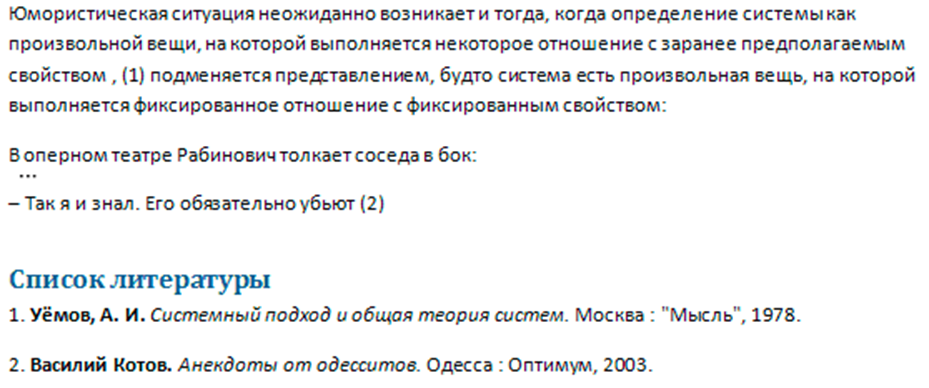 Юмористическая ситуация неожиданно возникает и тогда, когда определение системы как
произвольной вещи, на которой выполняется некоторое отношение с заранее предполагаемым
свойством , (1) подменяется представлением, будто система есть произвольная вещь, на которой
выполняется фиксированное отношение с фиксированным свойством:
В оперном театре Рабинович толкает соседа в бок:
...
– Так я и знал. Его обязательно убьют (2)
Список литературы
1. Уёмов, А. И. Системный подход и общая теория систем. Москва : "Мысль", 1978.
2. Василий Котов. Анекдоты от одесситов. Одесса : Оптимум, 2003.